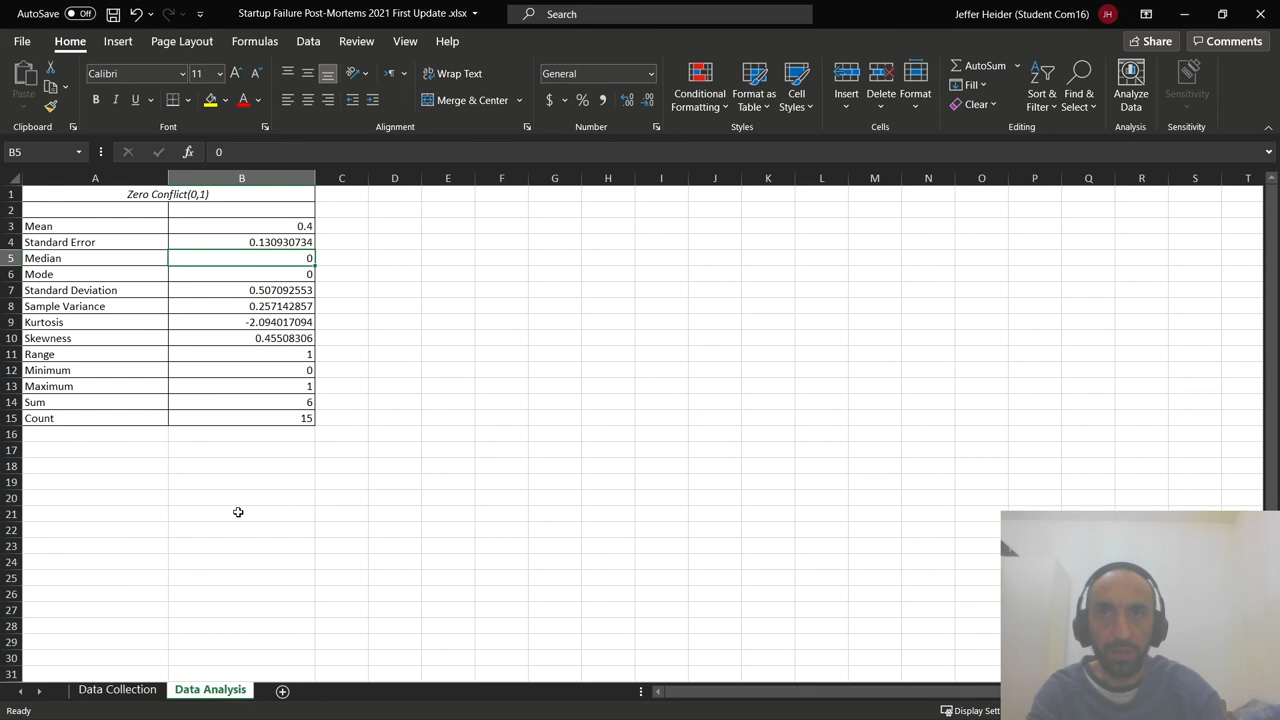 AutoSave Off Startup Failure Post-Mortems 2021 First Update .xlsx Search Jeffer Heider (Student Com16) JH
File Home Insert Page Layout Formulas Data Review View Help Share Comments
Paste Calibri 11 Wrap Text General AutoSum
Merge & Center Conditional Formatting Format as Table Cell Styles Insert Delete Format Fill Clear Sort & Filter Find & Select Analyze Data Sensitivity
Clipboard Font Alignment Number Styles Cells Editing Analysis Sensitivity
B5 fx 0
A B C D E F G H I J K L M N O P Q R S T
1 Zero Conflict(0,1)
2
3 Mean 0.4
4 Standard Error 0.130930734
5 Median 0
6 Mode 0
7 Standard Deviation 0.507092553
8 Sample Variance 0.257142857
9 Kurtosis -2.094017094
10 Skewness 0.45508306
11 Range 1
12 Minimum 0
13 Maximum 1
14 Sum 6
15 Count 15
16
17
18
19
20
21
22
23
24
25
26
27
28
29
30
31
Data Collection Data Analysis
Ready Display Sett